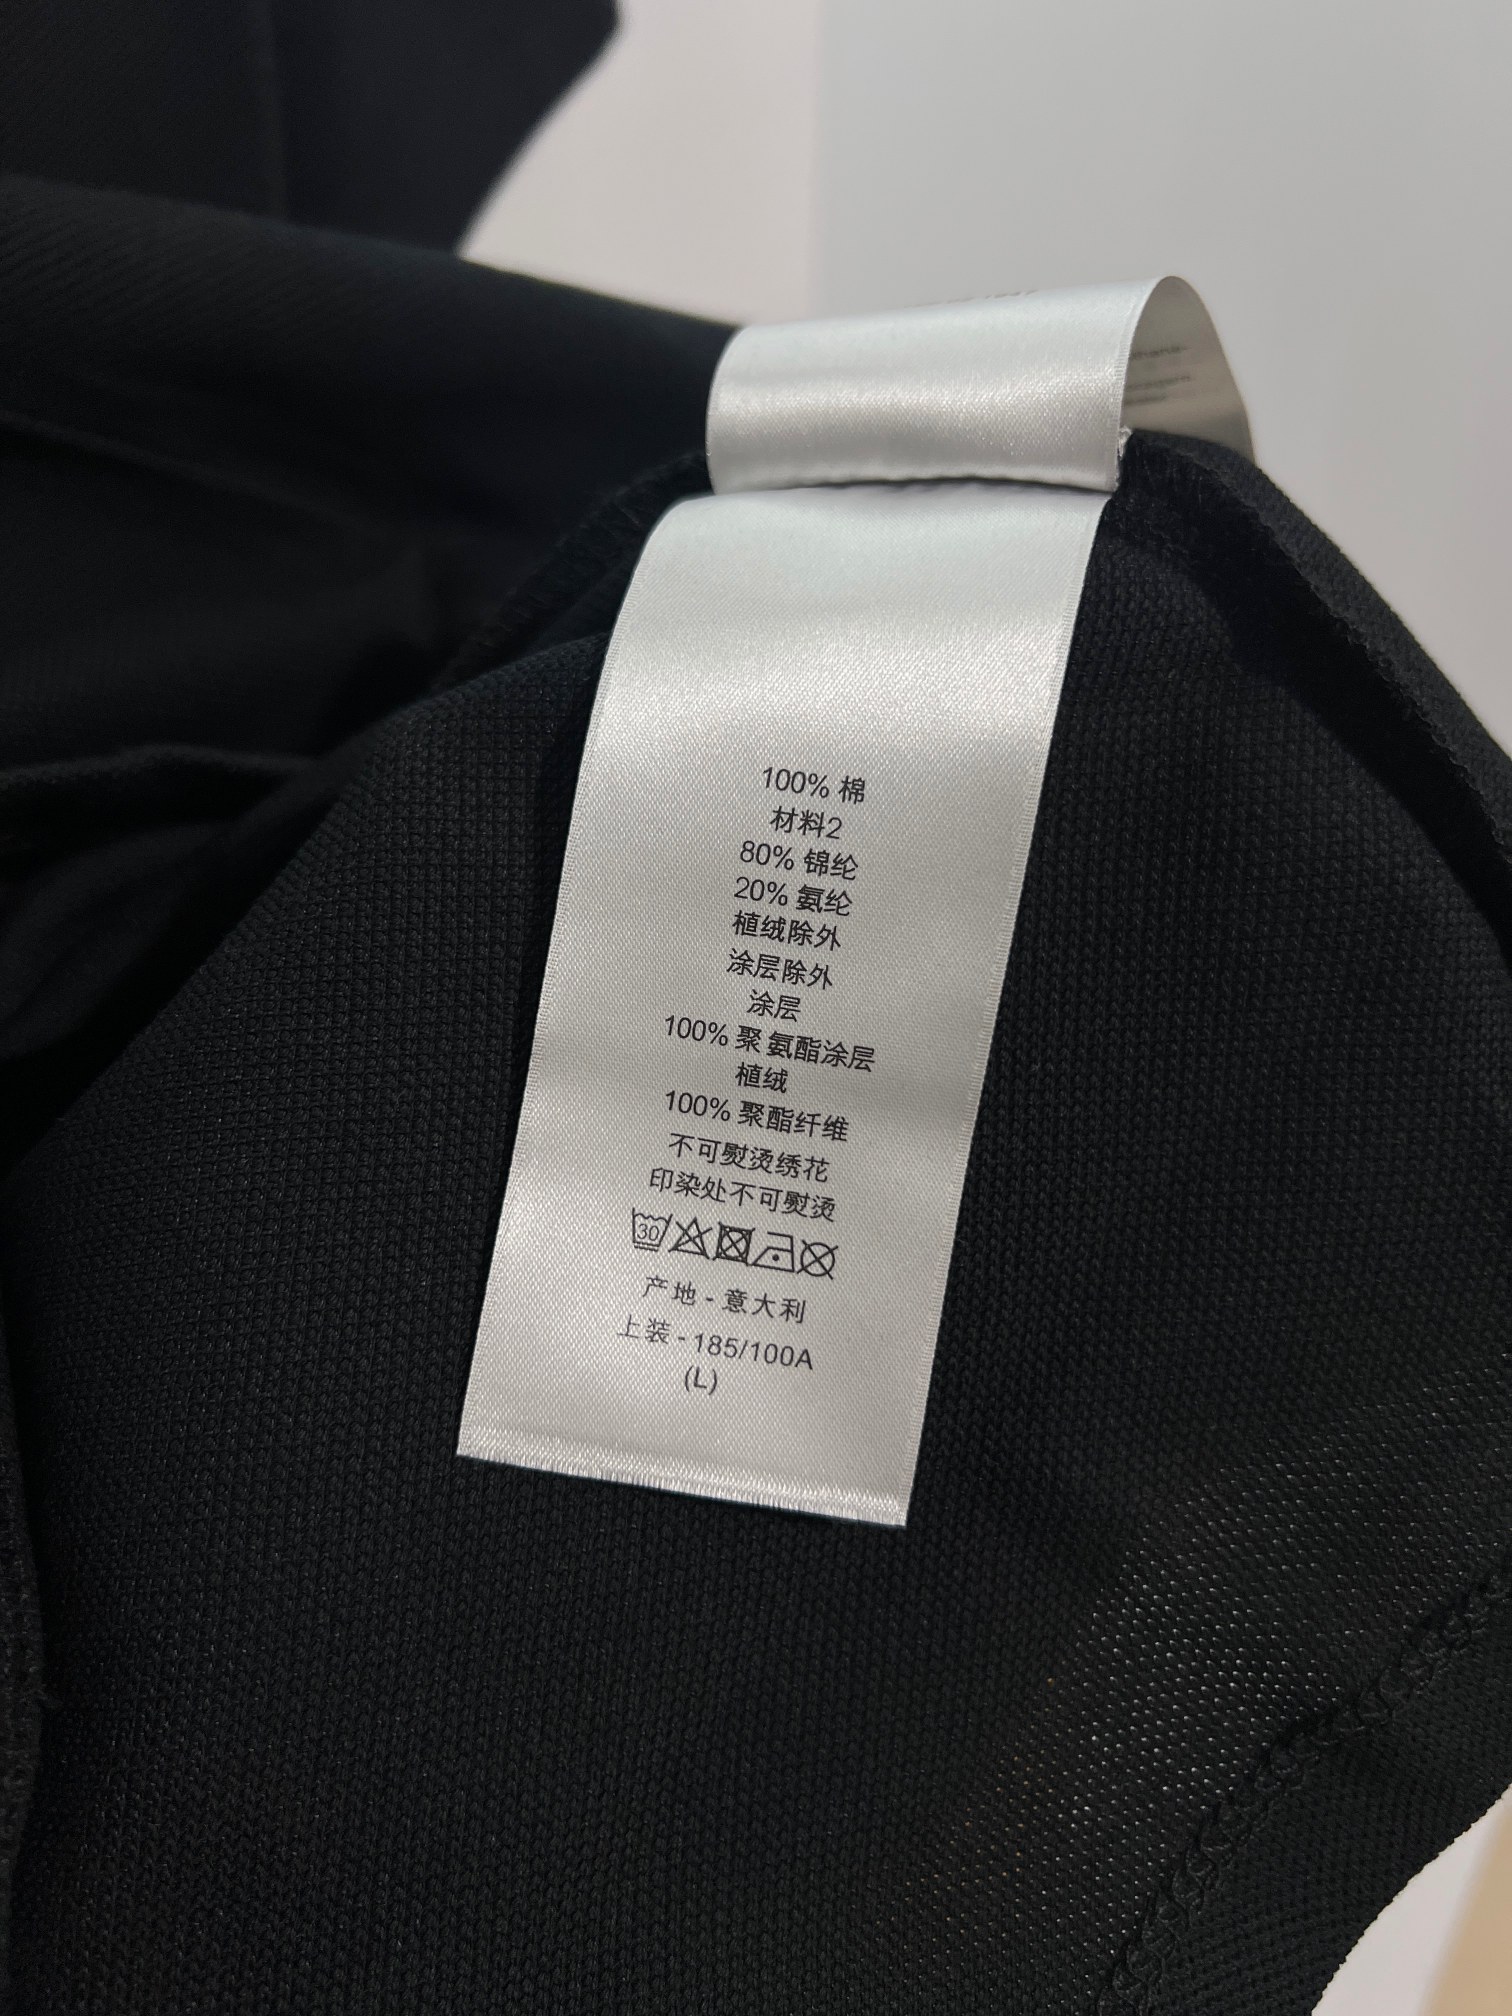 100% 棉
材料2
80% 锦纶
20% 氨纶
植绒除外
涂层除外
涂层
100% 聚 氨酯涂层
植绒
100% 聚酯纤维
不可熨烫绣花
印染处不可熨烫
30
产地 - 意大利
上装 - 185/100A
(L)